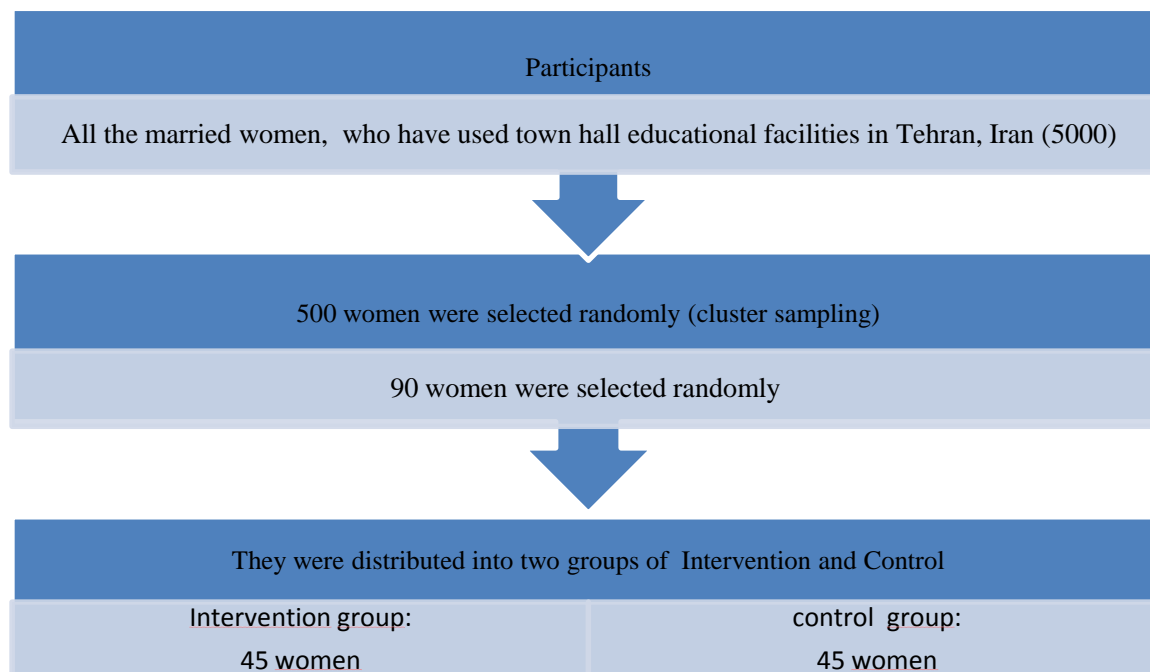 Participants
All the married women, who have used town hall educational facilities in Tehran, Iran (5000)
500 women were selected randomly (cluster sampling)
90 women were selected randomly
They were distributed into two groups of Intervention and Control
Intervention group:
45 women
control group:
45 women